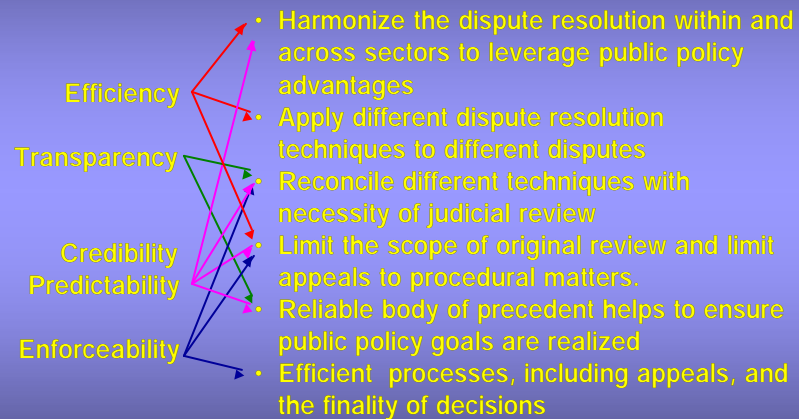 Efficiency
Transparency
Credibility
Predictability
Enforceability
• Harmonize the dispute resolution within and
across sectors to leverage public policy
advantages
• Apply different dispute resolution
techniques to different disputes
• Reconcile different techniques with
necessity of judicial review
• Limit the scope of original review and limit
appeals to procedural matters.
• Reliable body of precedent helps to ensure
public policy goals are realized
• Efficient processes, including appeals, and
the finality of decisions